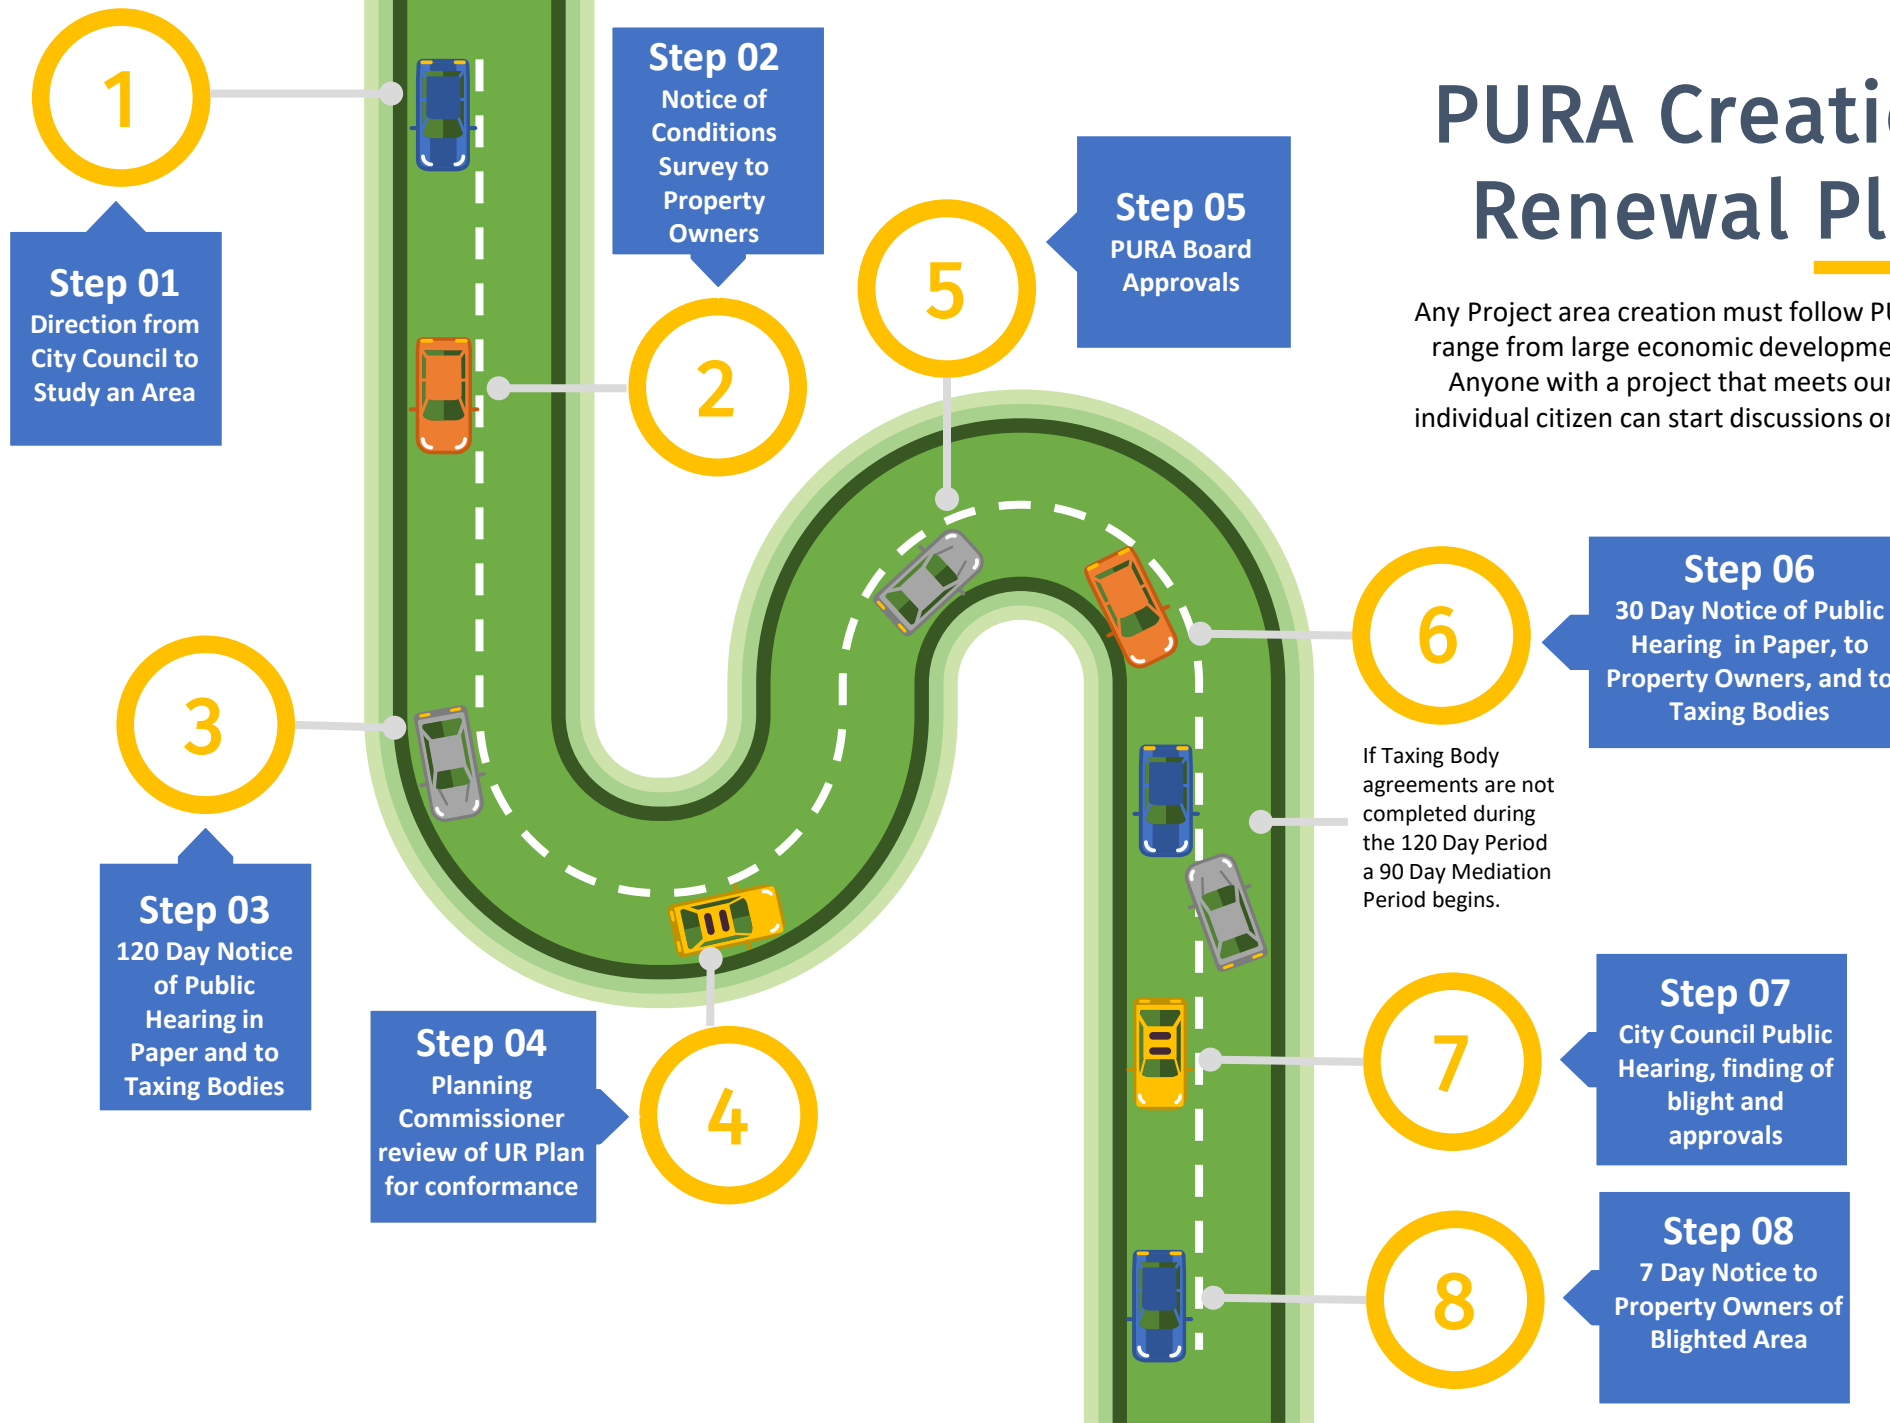 1
Step 01
Direction from
City Council to
Study an Area
Step 02
Notice of
Conditions
Survey to
Property
Owners
2
3
Step 03
120 Day Notice
of Public
Hearing in
Paper and to
Taxing Bodies
Step 04
Planning
Commissioner
review of UR Plan
for conformance
4
5
Step 05
PURA Board
Approvals
PURA
Renewal
Any Project area creation must follow
range from large economic
Anyone with a project that meets our
individual citizen can start discussions
6
Step 06
30 Day Notice of Public
Hearing in Paper, to
Property Owners, and to
Taxing Bodies
If Taxing Body
agreements are not
completed during
the 120 Day Period
a 90 Day Mediation
Period begins.
7
Step 07
City Council Public
Hearing, finding of
blight and
approvals
8
Step 08
7 Day Notice to
Property Owners of
Blighted Area